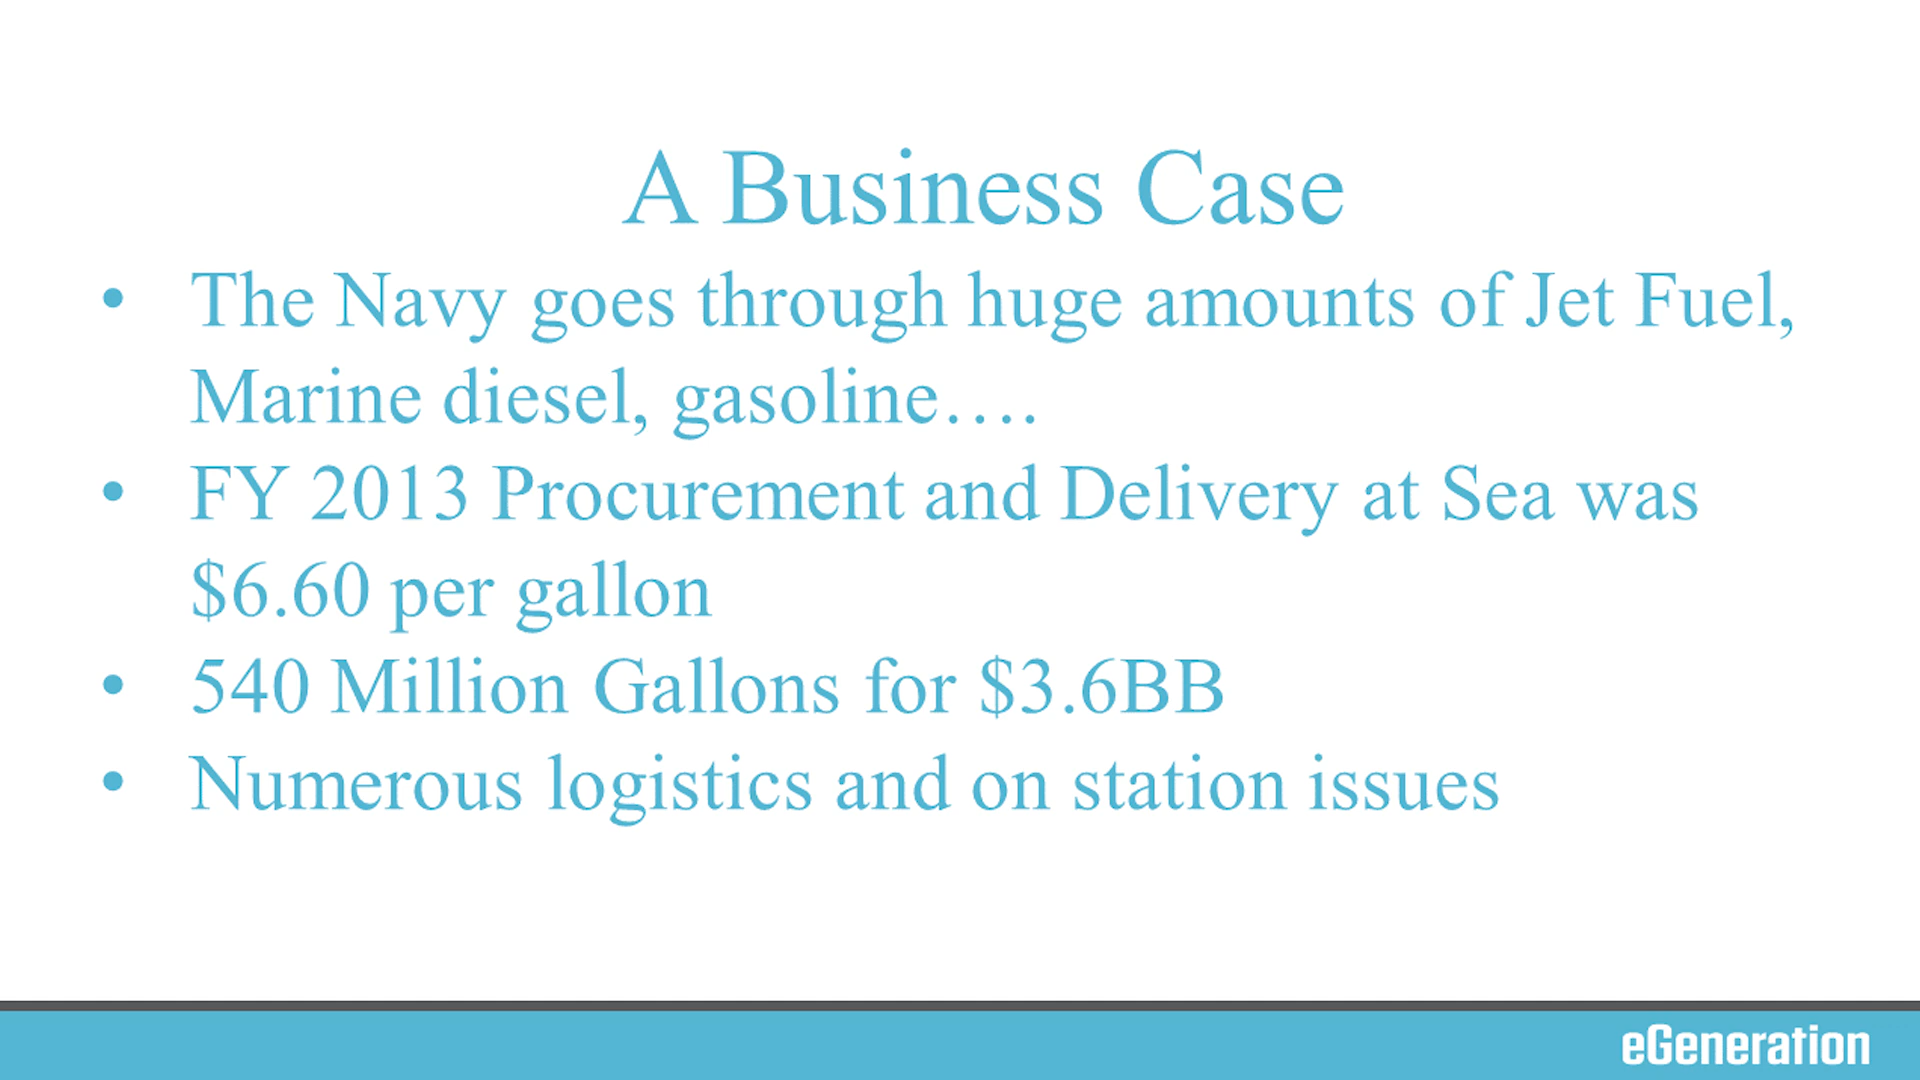 A Business Case
• The Navy goes through huge amounts of Jet Fuel,
Marine diesel, gasoline….
• FY 2013 Procurement and Delivery at Sea was
$6.60 per gallon
• 540 Million Gallons for $3.6BB
• Numerous logistics and on station issues
eGeneration